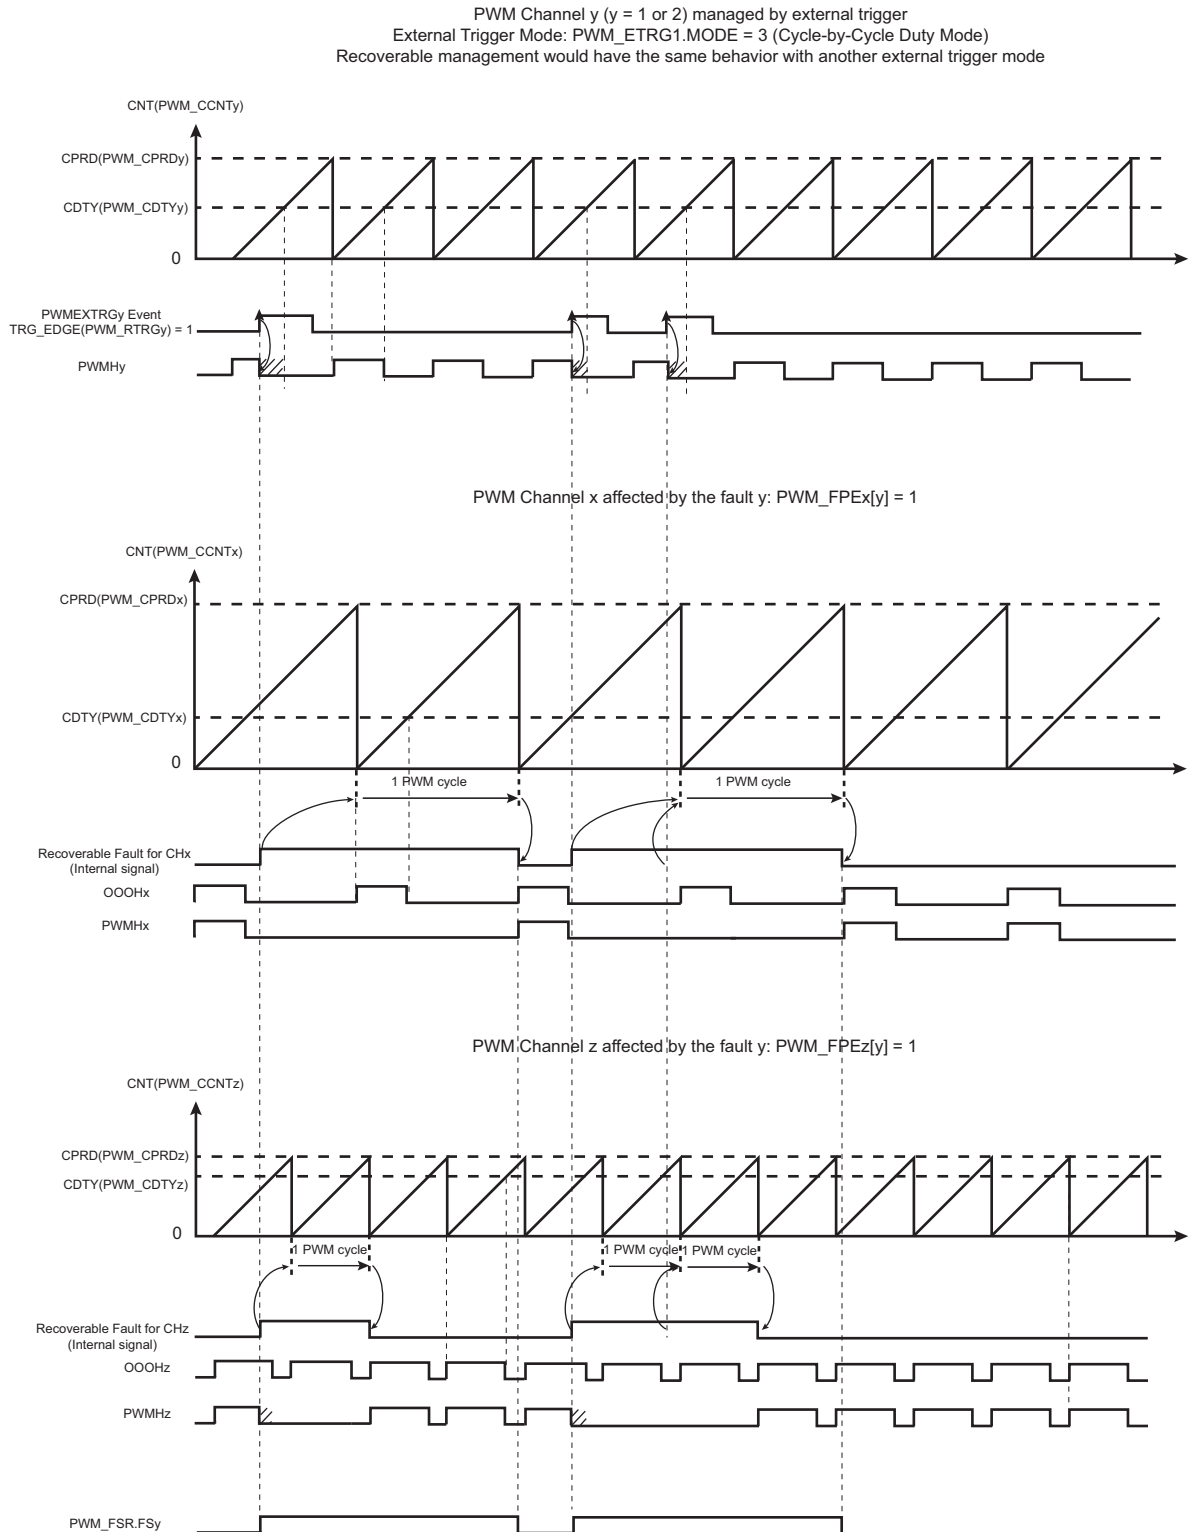 PWM Channel y (y = 1 or 2) managed by external trigger
External Trigger Mode: PWM_ETRG1.MODE = 3 (Cycle-by-Cycle Duty Mode)
Recoverable management would have the same behavior with another external trigger mode
CNT(PWM_CCNTy)
CPRD(PWM_CPRDy)
CDTY(PWM_CDTYy)
0
PWMEXTRGy Event
TRG_EDGE(PWM_RTRGy) = 1
PWMHy
PWM Channel x affected by the fault y: PWM_FPEx[y] = 1
CNT(PWM_CCNTx)
CPRD(PWM_CPRDx)
CDTY(PWM_CDTYx)
0
1 PWM cycle
1 PWM cycle
Recoverable Fault for CHx
(Internal signal)
OOOHx
PWMHx
PWM Channel z affected by the fault y: PWM_FPEz[y] = 1
CNT(PWM_CCNTz)
CPRD(PWM_CPRDz)
CDTY(PWM_CDTYz)
0
1 PWM cycle
1 PWM cycle
1 PWM cycle
Recoverable Fault for CHz
(Internal signal)
OOOHz
PWMHz
PWM_FSR.FSy